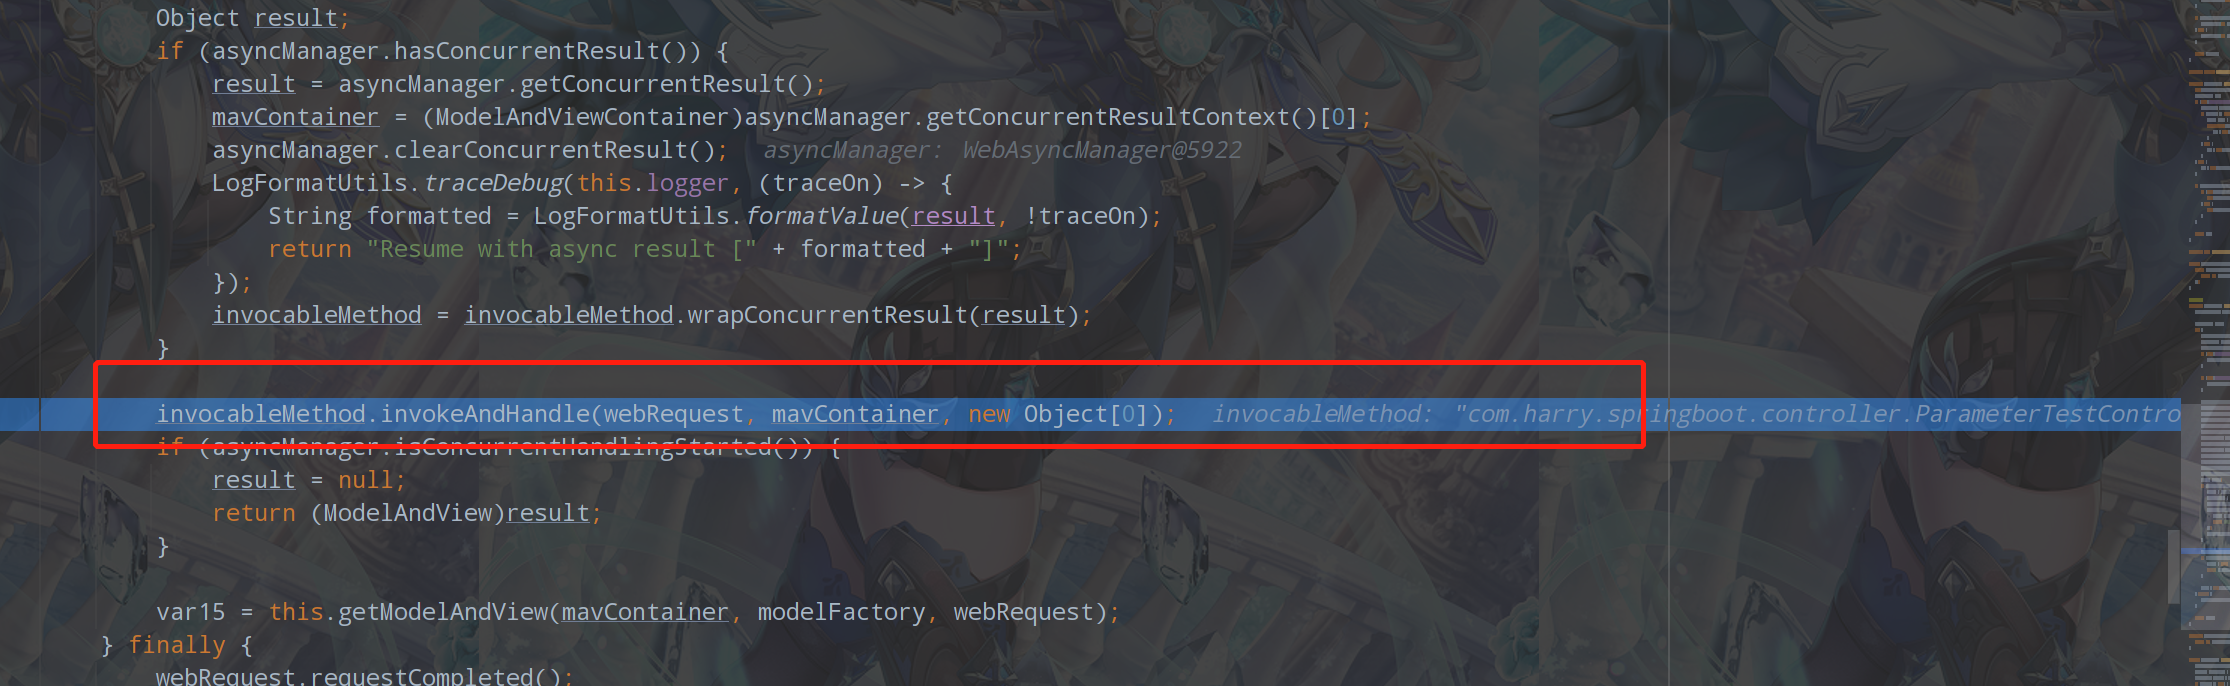 Object result;
if (asyncManager.hasConcurrentResult()) {
result = asyncManager.getConcurrentResult();
mavContainer = (ModelAndViewContainer)asyncManager.getConcurrentResultContext()[0];
asyncManager.clearConcurrentResult(); asyncManager: WebAsyncManager@5922
LogFormatUtils.traceDebug(this.logger, (traceOn) -> {
String formatted = LogFormatUtils.formatValue(result, !traceOn);
return "Resume with async result [" + formatted + "]";
});
invocableMethod = invocableMethod.wrapConcurrentResult(result);
}
invocableMethod.invokeAndHandle(webRequest, mavContainer, new Object[0]); invocableMethod: "com.harry.springboot.controller.ParameterTestContro
if (asyncManager.isConcurrentHandlingStarted()) {
result = null;
return (ModelAndView)result;
}
var15 = this.getModelAndView(mavContainer, modelFactory, webRequest);
} finally {
webRequest.requestCompleted();